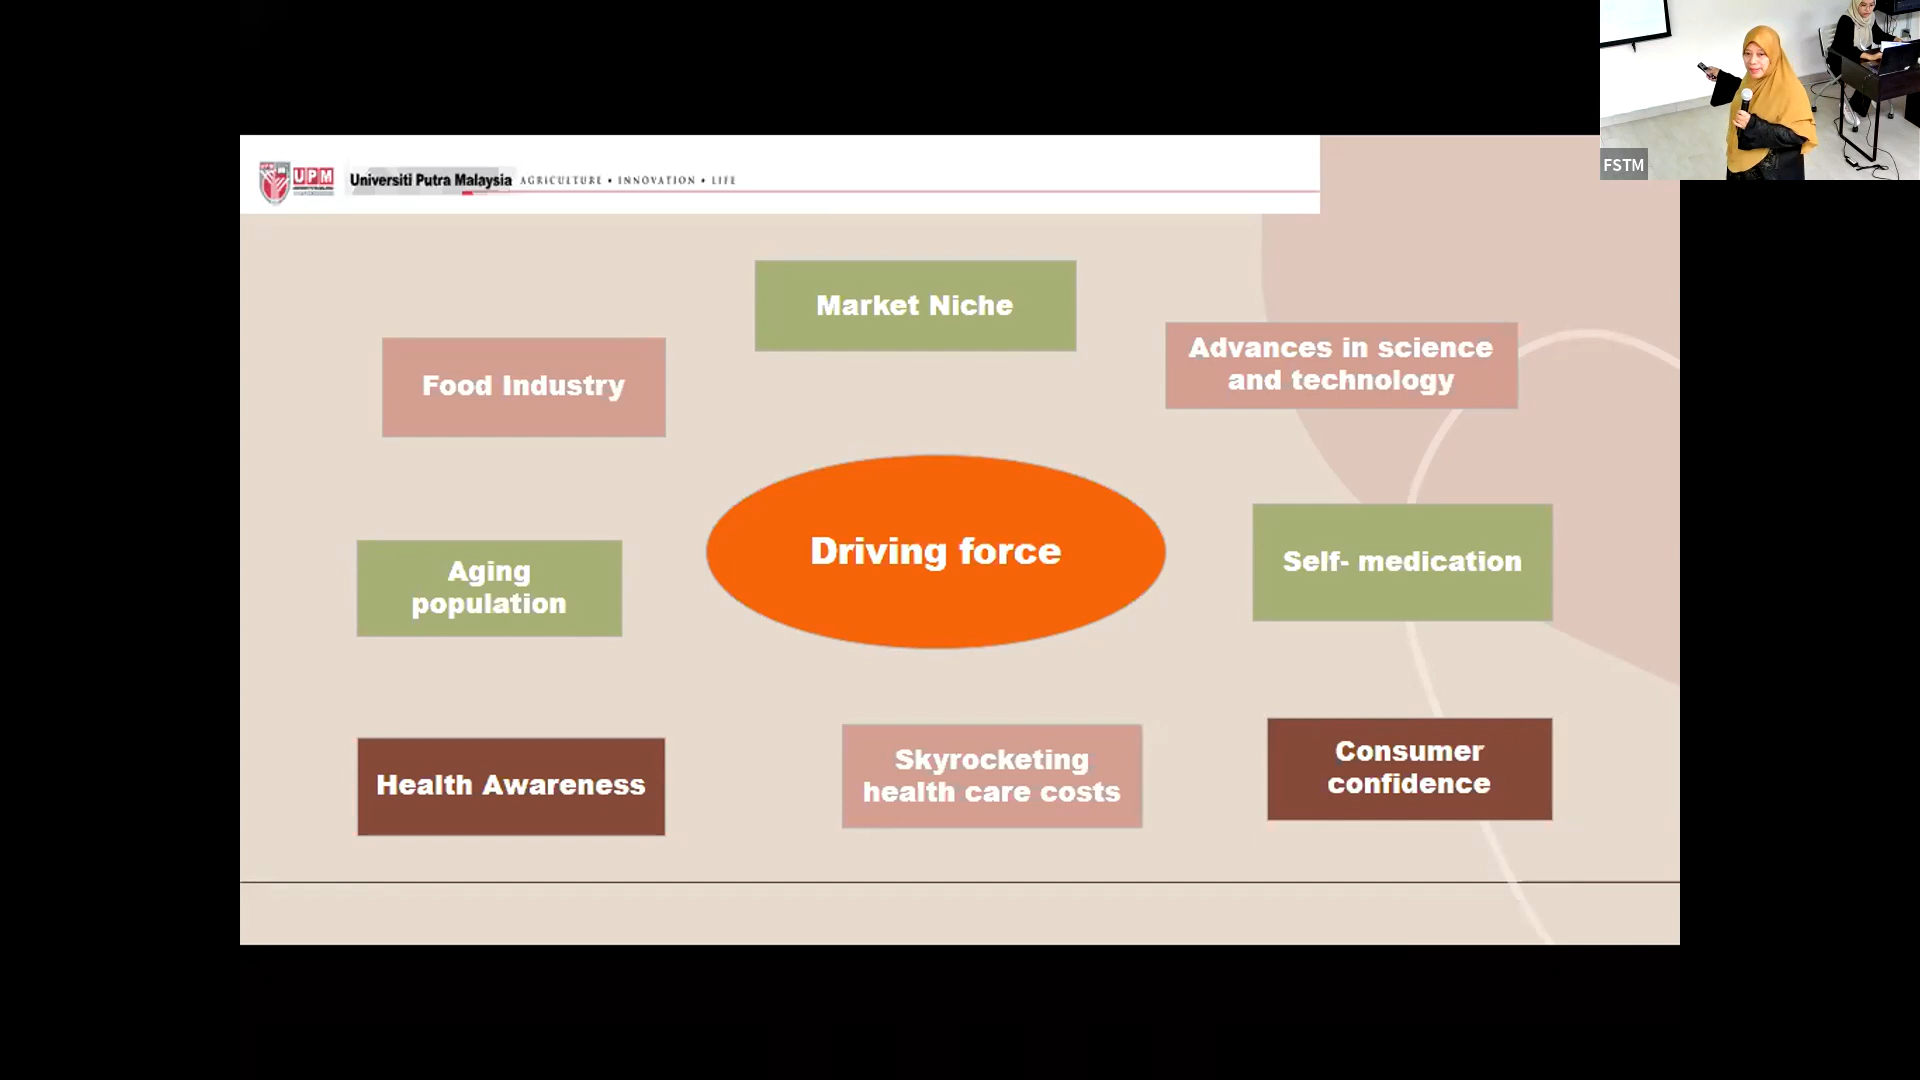 FSTM
UPM
Universiti Putra Malaysia AGRICULTURE • INNOVATION • LIFE
Market Niche
Food Industry
Advances in science
and technology
Driving force
Aging
population
Self- medication
Health Awareness
Skyrocketing
health care costs
Consumer
confidence